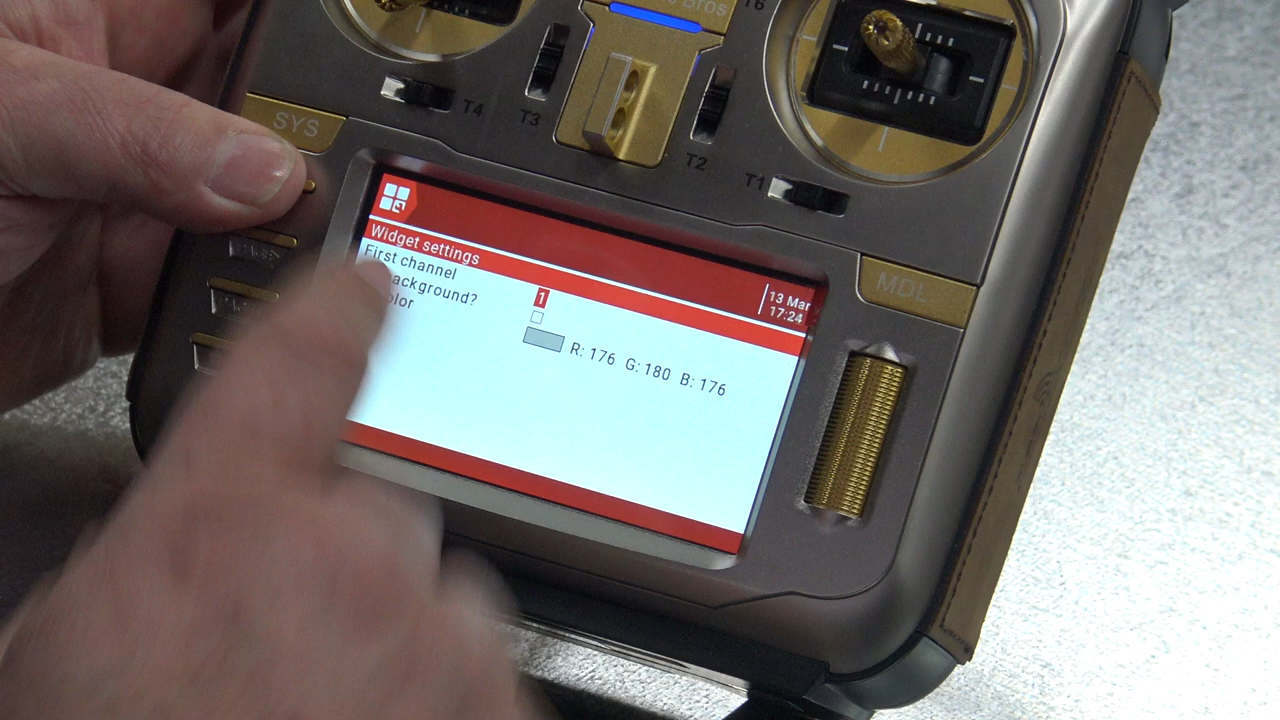 Bros
T6
T4
T3
T2
T1
SYS
MDL
Widget settings
13 Mar
17:24
First channel
1
ackground?
olor
R: 176 G: 180 B: 176